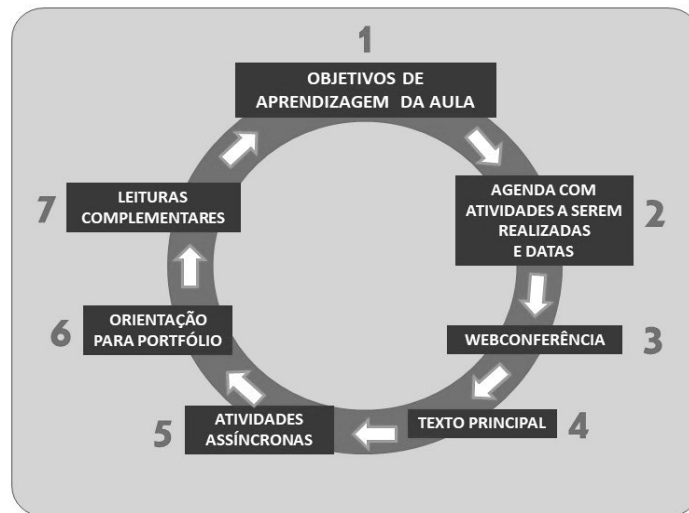 1
OBJETIVOS DE
APRENDIZAGEM DA AULA
2
AGENDA COM
ATIVIDADES A SEREM
REALIZADAS
E DATAS
3
WEBCONFERÊNCIA
4
TEXTO PRINCIPAL
5
ATIVIDADES
ASSÍNCRONAS
6
ORIENTAÇÃO
PARA PORTFÓLIO
7
LEITURAS
COMPLEMENTARES